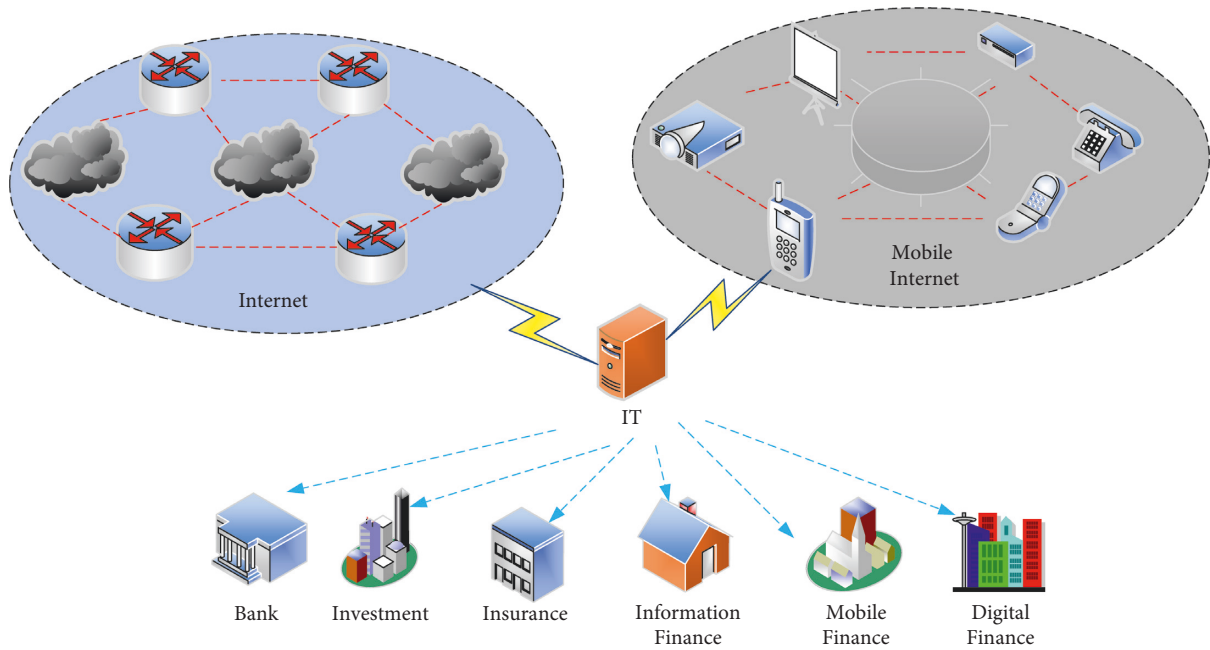 Internet
Mobile
Internet
IT
Bank
Investment
Insurance
Information
Finance
Mobile
Finance
Digital
Finance